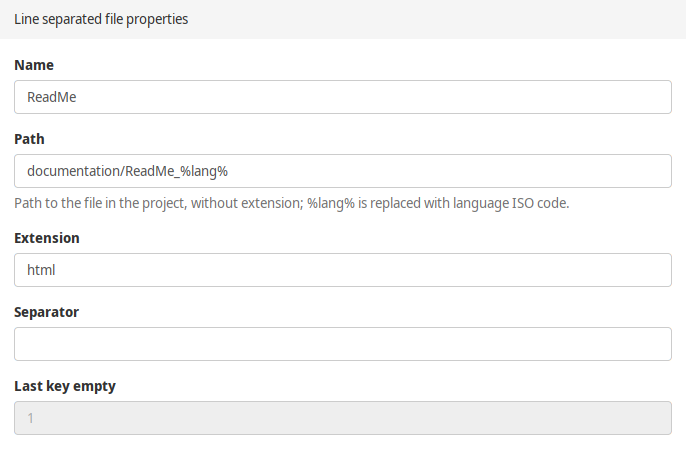 Line separated file properties
Name
ReadMe
Path
documentation/ReadMe_%lang%
Path to the file in the project, without extension; %lang% is replaced with language ISO code.
Extension
html
Separator
Last key empty
1